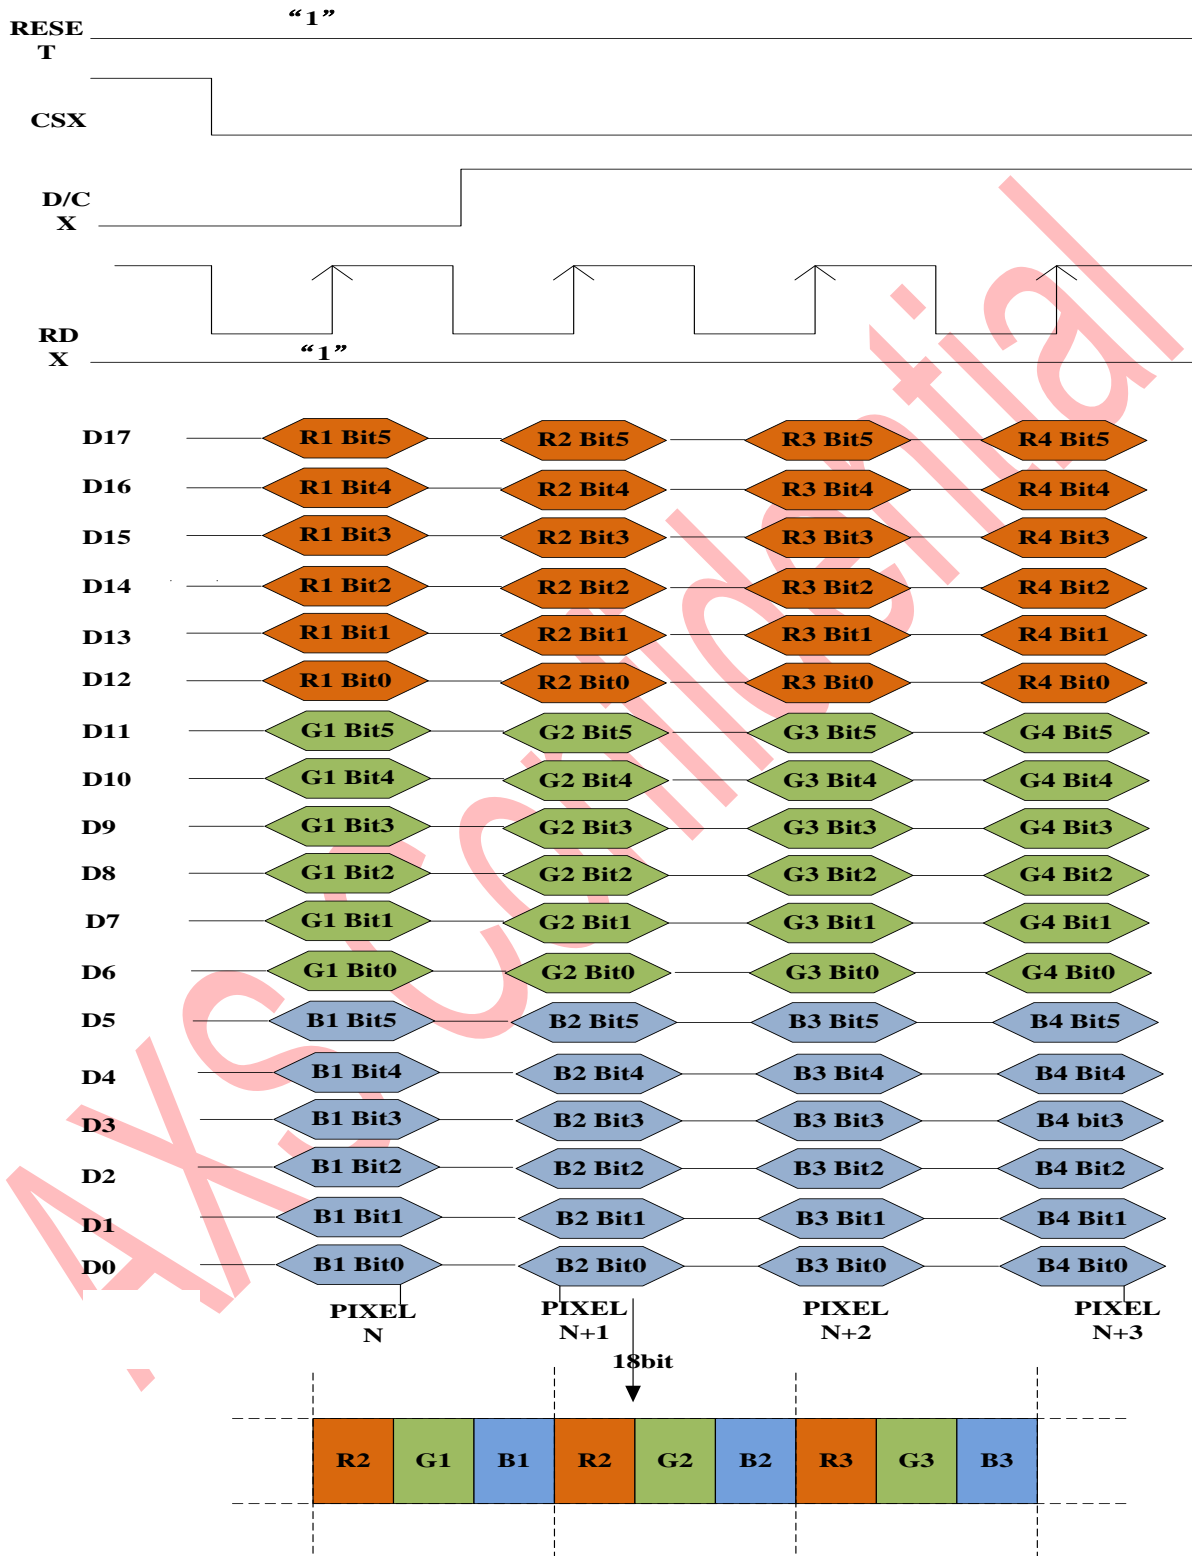 “1”
RESE
T
CSX
D/C
X
RD
X
“1”
D17 R1 Bit5 R2 Bit5 R3 Bit5 R4 Bit5
D16 R1 Bit4 R2 Bit4 R3 Bit4 R4 Bit4
D15 R1 Bit3 R2 Bit3 R3 Bit3 R4 Bit3
D14 R1 Bit2 R2 Bit2 R3 Bit2 R4 Bit2
D13 R1 Bit1 R2 Bit1 R3 Bit1 R4 Bit1
D12 R1 Bit0 R2 Bit0 R3 Bit0 R4 Bit0
D11 G1 Bit5 G2 Bit5 G3 Bit5 G4 Bit5
D10 G1 Bit4 G2 Bit4 G3 Bit4 G4 Bit4
D9 G1 Bit3 G2 Bit3 G3 Bit3 G4 Bit3
D8 G1 Bit2 G2 Bit2 G3 Bit2 G4 Bit2
D7 G1 Bit1 G2 Bit1 G3 Bit1 G4 Bit1
D6 G1 Bit0 G2 Bit0 G3 Bit0 G4 Bit0
D5 B1 Bit5 B2 Bit5 B3 Bit5 B4 Bit5
D4 B1 Bit4 B2 Bit4 B3 Bit4 B4 Bit4
D3 B1 Bit3 B2 Bit3 B3 Bit3 B4 bit3
D2 B1 Bit2 B2 Bit2 B3 Bit2 B4 Bit2
D1 B1 Bit1 B2 Bit1 B3 Bit1 B4 Bit1
D0 B1 Bit0 B2 Bit0 B3 Bit0 B4 Bit0
PIXEL PIXEL PIXEL PIXEL
N N+1 N+2 N+3
18bit
R2 G1 B1 R2 G2 B2 R3 G3 B3
AXS Confidential